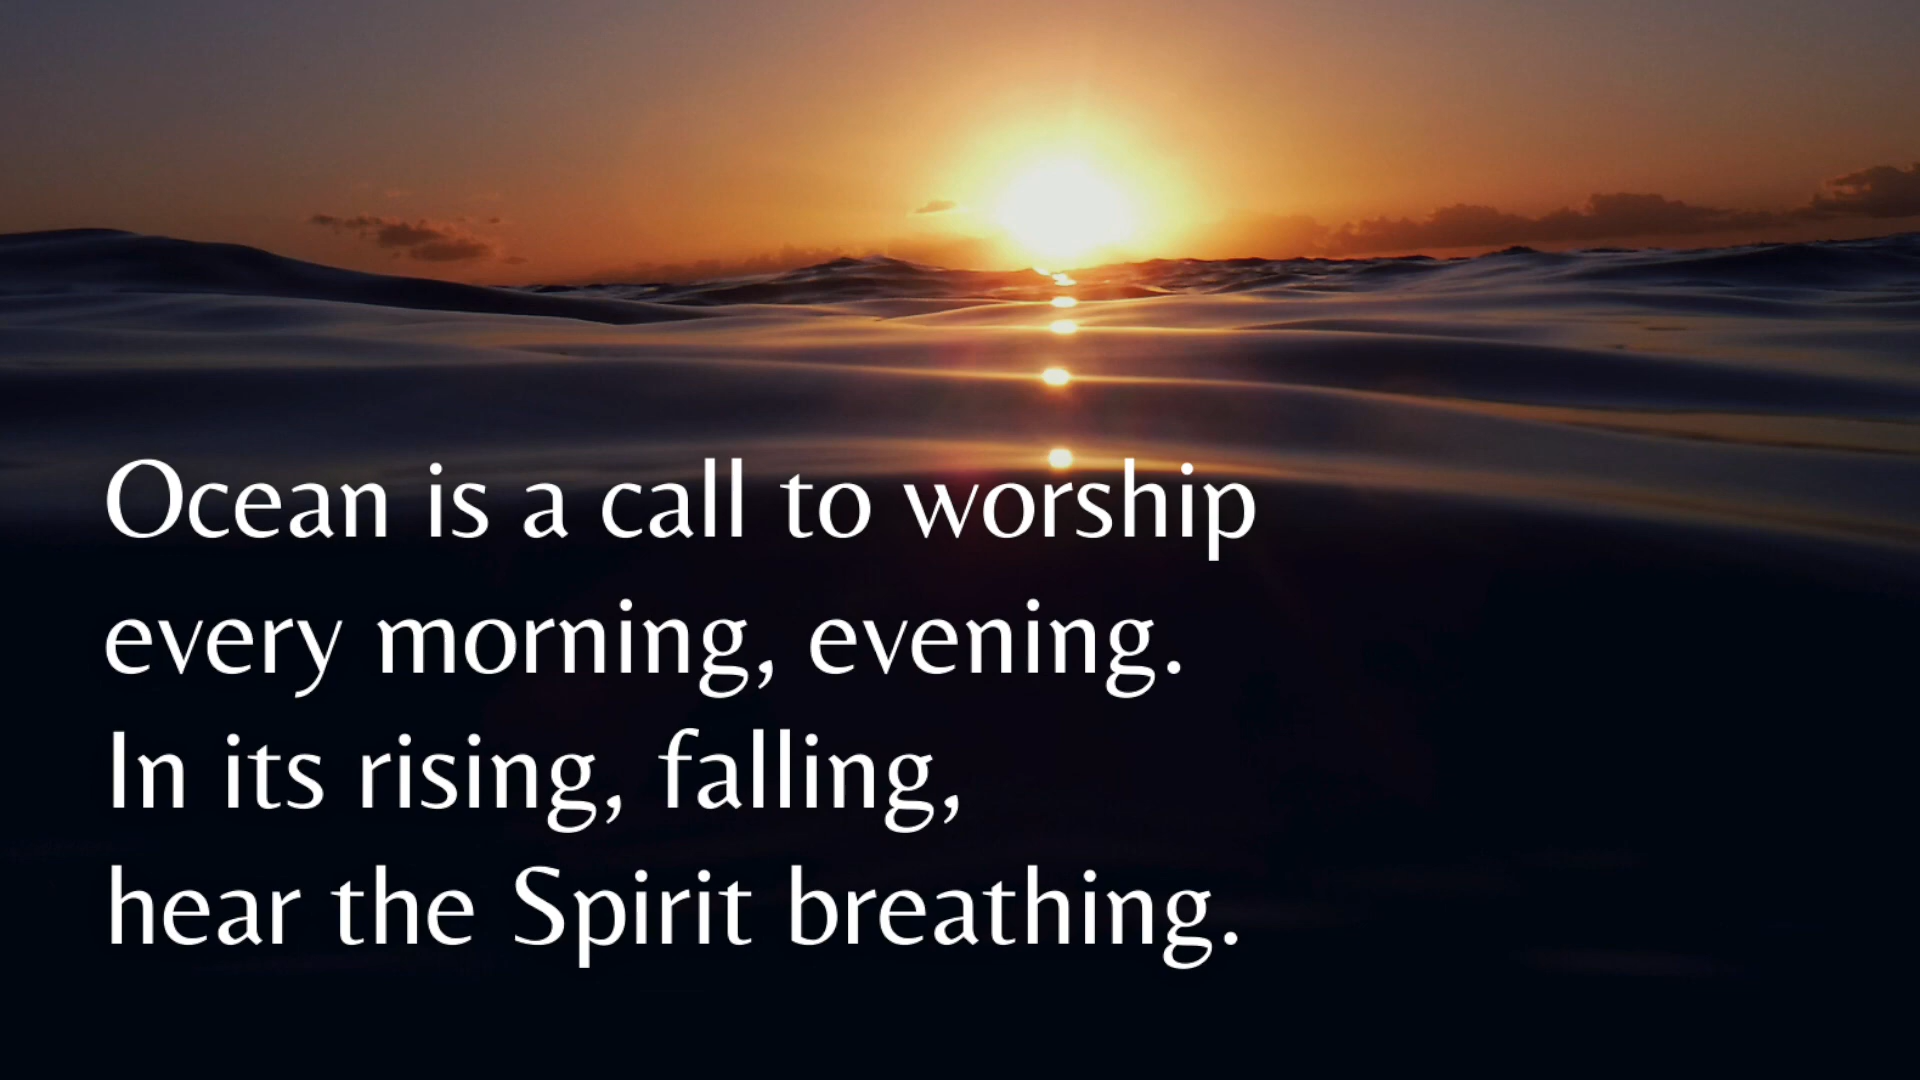 Ocean is a call to worship
every morning, evening.
In its rising, falling,
hear the Spirit breathing.